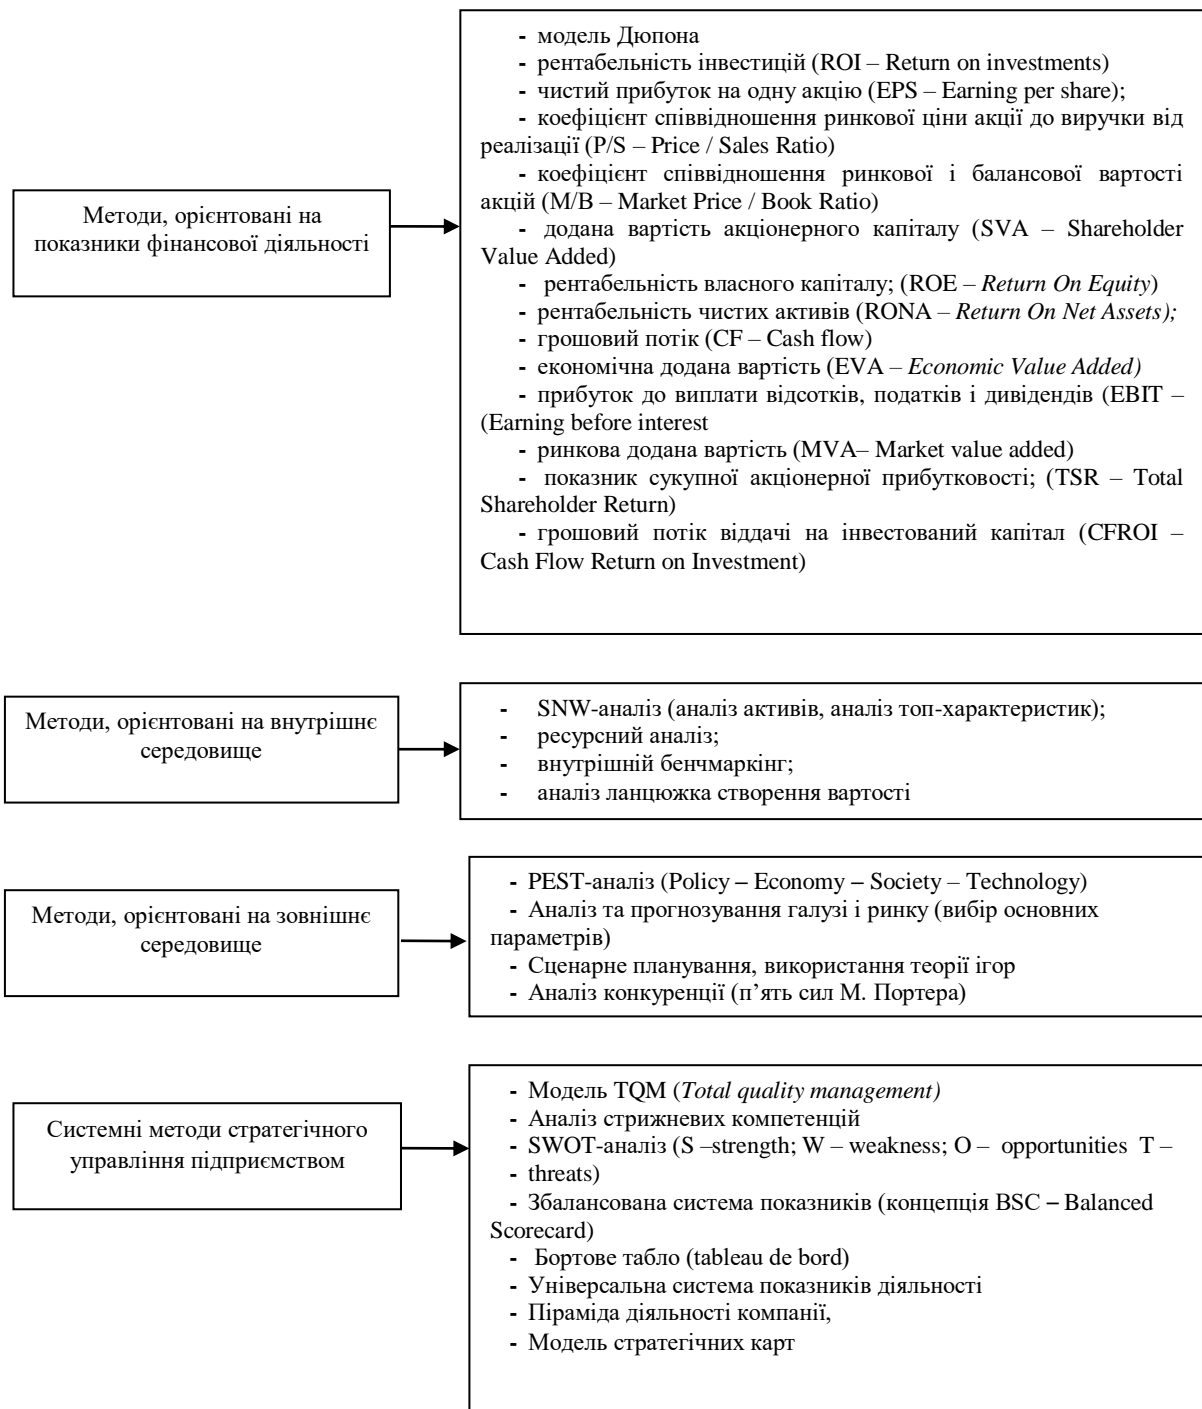 Методи, орієнтовані на
показники фінансової діяльності
- модель Дюпона
- рентабельність інвестицій (ROI – Return on investments)
- чистий прибуток на одну акцію (EPS – Earning per share);
- коефіцієнт співвідношення ринкової ціни акції до виручки від
реалізації (P/S – Price / Sales Ratio)
- коефіцієнт співвідношення ринкової і балансової вартості
акцій (M/B – Market Price / Book Ratio)
- додана вартість акціонерного капіталу (SVA – Shareholder
Value Added)
- рентабельність власного капіталу; (ROE – Return On Equity)
- рентабельність чистих активів (RONA – Return On Net Assets);
- грошовий потік (CF – Cash flow)
- економічна додана вартість (EVA – Economic Value Added)
- прибуток до виплати відсотків, податків і дивідендів (EBIT –
(Earning before interest
- ринкова додана вартість (MVA– Market value added)
- показник сукупної акціонерної прибутковості; (TSR – Total
Shareholder Return)
- грошовий потік віддачі на інвестований капітал (CFROI –
Cash Flow Return on Investment)
Методи, орієнтовані на внутрішнє
середовище
- SNW-аналіз (аналіз активів, аналіз топ-характеристик);
- ресурсний аналіз;
- внутрішній бенчмаркінг;
- аналіз ланцюжка створення вартості
Методи, орієнтовані на зовнішнє
середовище
- PEST-аналіз (Policy – Economy – Society – Technology)
- Аналіз та прогнозування галузі і ринку (вибір основних
параметрів)
- Сценарне планування, використання теорії ігор
- Аналіз конкуренції (п’ять сил М. Портера)
Системні методи стратегічного
управління підприємством
- Модель TQM (Total quality management)
- Аналіз стрижневих компетенцій
- SWOT-аналіз (S –strength; W – weakness; O – opportunities T –
- threats)
- Збалансована система показників (концепція BSC – Balanced
Scorecard)
- Бортове табло (tableau de bord)
- Універсальна система показників діяльності
- Піраміда діяльності компанії,
- Модель стратегічних карт